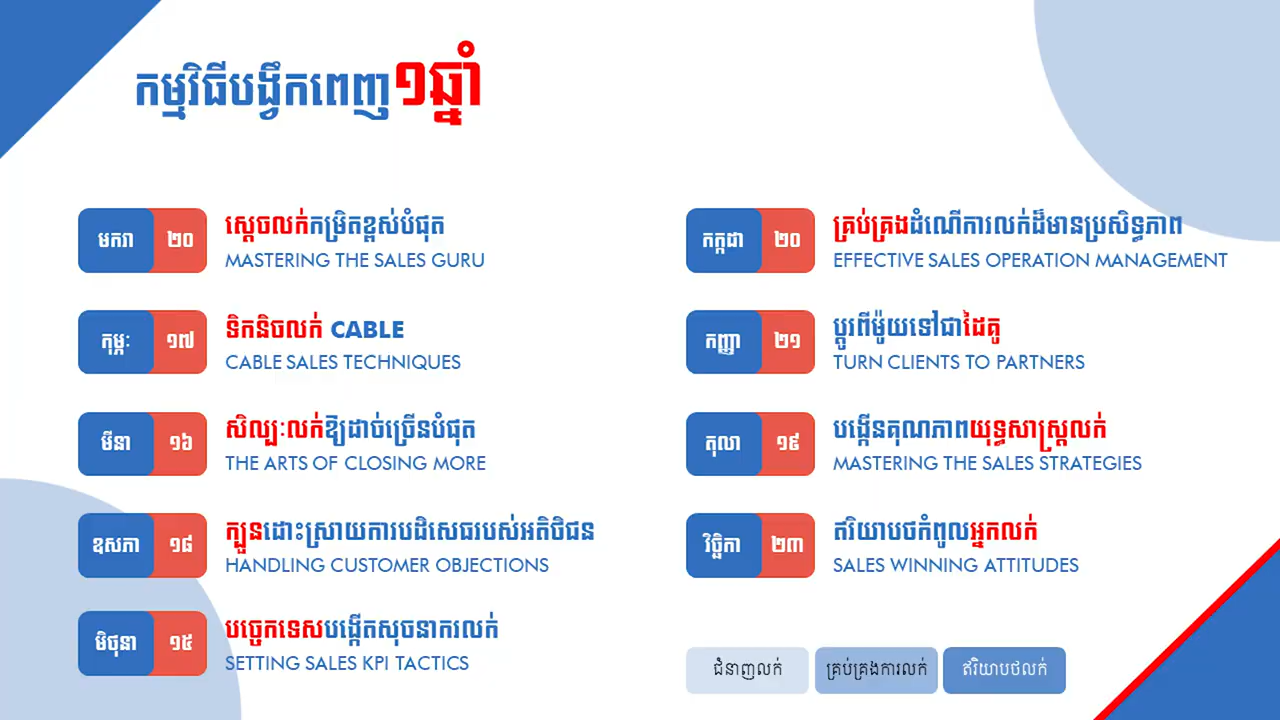 កម្មវិធីបង្វឹកពេញ១ឆ្នាំ
មករា ២០
ស្តេចលក់កម្រិតខ្ពស់បំផុត
MASTERING THE SALES GURU
កុម្ភៈ ១៧
ទិកនិចលក់ CABLE
CABLE SALES TECHNIQUES
មីនា ១៦
សិល្បៈលក់ឱ្យដាច់ច្រើនបំផុត
THE ARTS OF CLOSING MORE
ឧសភា ១៨
ក្បួនដោះស្រាយការបដិសេធរបស់អតិថិជន
HANDLING CUSTOMER OBJECTIONS
មិថុនា ១៥
បច្ចេកទេសបង្កើតសុចនាករលក់
SETTING SALES KPI TACTICS
កក្កដា ២០
គ្រប់គ្រងដំណើការលក់ដ៏មានប្រសិទ្ធភាព
EFFECTIVE SALES OPERATION MANAGEMENT
កញ្ញា ២១
ប្តូរពីម៉ូយទៅជាដៃគូ
TURN CLIENTS TO PARTNERS
តុលា ១៩
បង្កើនគុណភាពយុទ្ធសាស្ត្រលក់
MASTERING THE SALES STRATEGIES
វិច្ឆិកា ២៣
ឥរិយាបថកំពូលអ្នកលក់
SALES WINNING ATTITUDES
ជំនាញលក់ គ្រប់គ្រងការលក់ ឥរិយាបថលក់